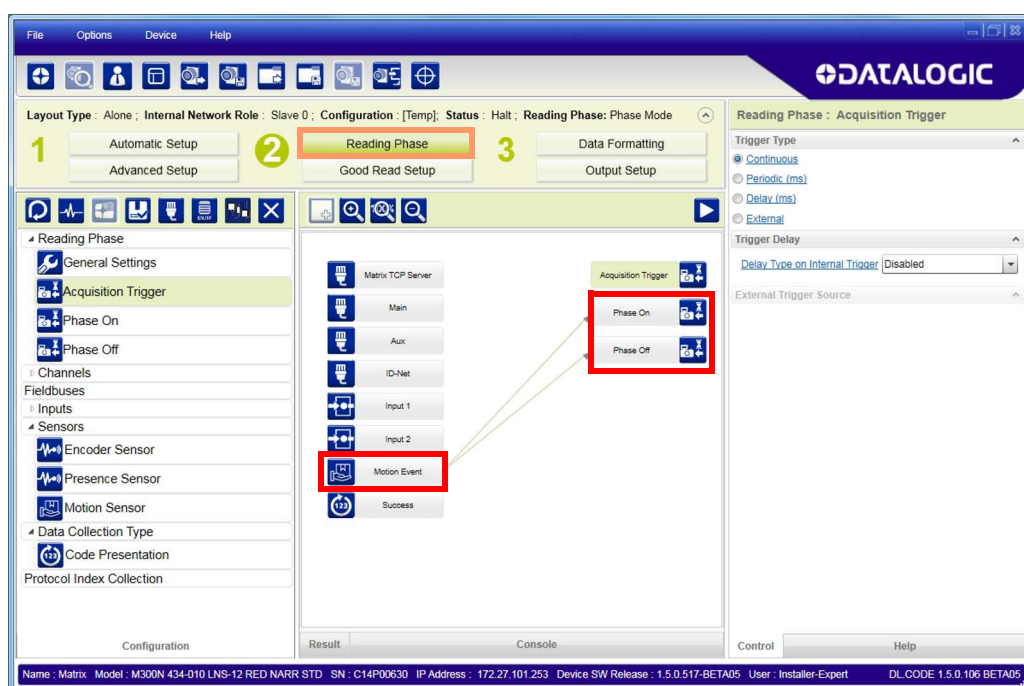 File Options Device Help
DATALOGIC
Layout Type : Alone ; Internal Network Role : Slave 0 ; Configuration : [Temp]; Status : Halt ; Reading Phase: Phase Mode
1 Automatic Setup
Advanced Setup
2 Reading Phase
Good Read Setup
3 Data Formatting
Output Setup
Reading Phase
General Settings
Acquisition Trigger
Phase On
Phase Off
Channels
Fieldbuses
Inputs
Sensors
Encoder Sensor
Presence Sensor
Motion Sensor
Data Collection Type
Code Presentation
Protocol Index Collection
Configuration
Matrix TCP Server
Main
Aux
ID-Net
Input 1
Input 2
Motion Event
Success
Acquisition Trigger
Phase On
Phase Off
Result Console
Reading Phase : Acquisition Trigger
Trigger Type
Continuous
Periodic (ms)
Delay (ms)
External
Trigger Delay
Delay Type on Internal Trigger Disabled
External Trigger Source
Control Help
Name : Matrix Model : M300N 434-010 LNS-12 RED NARR STD SN : C14P00630 IP Address : 172.27.101.253 Device SW Release : 1.5.0.517-BETA05 User : Installer-Expert DL.CODE 1.5.0.106 BETA05